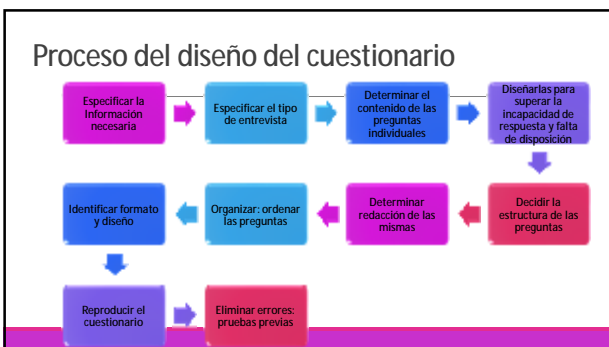 Proceso del diseño del cuestionario
Especificar la
Información
necesaria
Especificar el tipo
de entrevista
Determinar el
contenido de las
preguntas
individuales
Diseñarlas para
superar la
incapacidad de
respuesta y falta
de disposición
Decidir la
estructura de las
preguntas
Determinar
redacción de las
mismas
Organizar: ordenar
las preguntas
Identificar formato
y diseño
Reproducir el
cuestionario
Eliminar errores:
pruebas previas